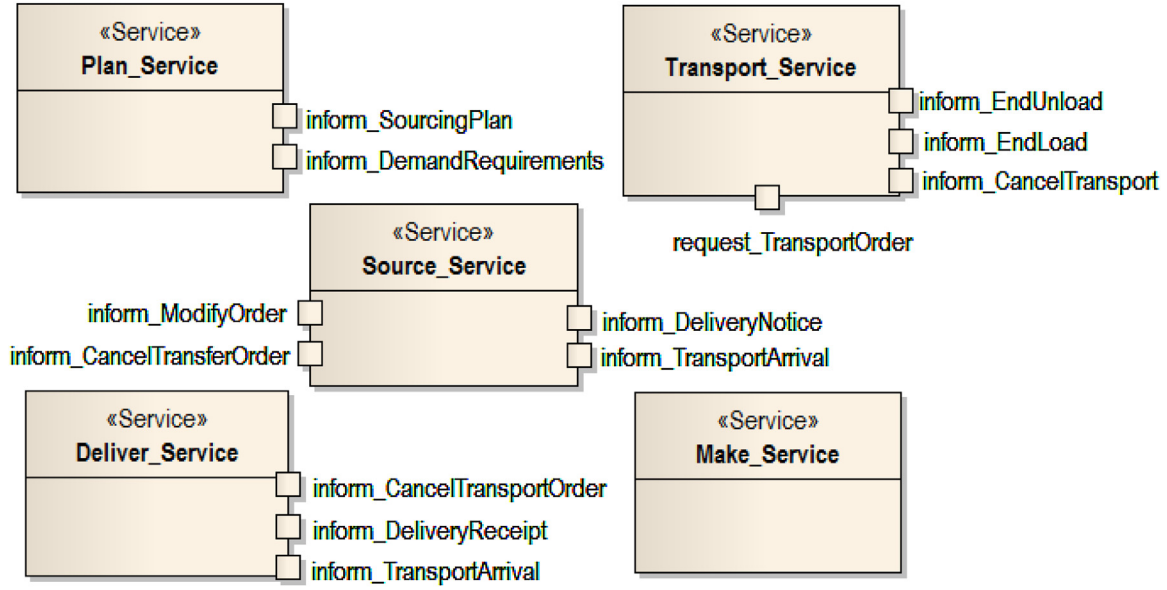 «Service»
Plan_Service
inform_SourcingPlan
inform_DemandRequirements
«Service»
Transport_Service
inform_EndUnload
inform_EndLoad
inform_CancelTransport
request_TransportOrder
«Service»
Source_Service
inform_ModifyOrder
inform_CancelTransferOrder
inform_DeliveryNotice
inform_TransportArrival
«Service»
Deliver_Service
inform_CancelTransportOrder
inform_DeliveryReceipt
inform_TransportArrival
«Service»
Make_Service